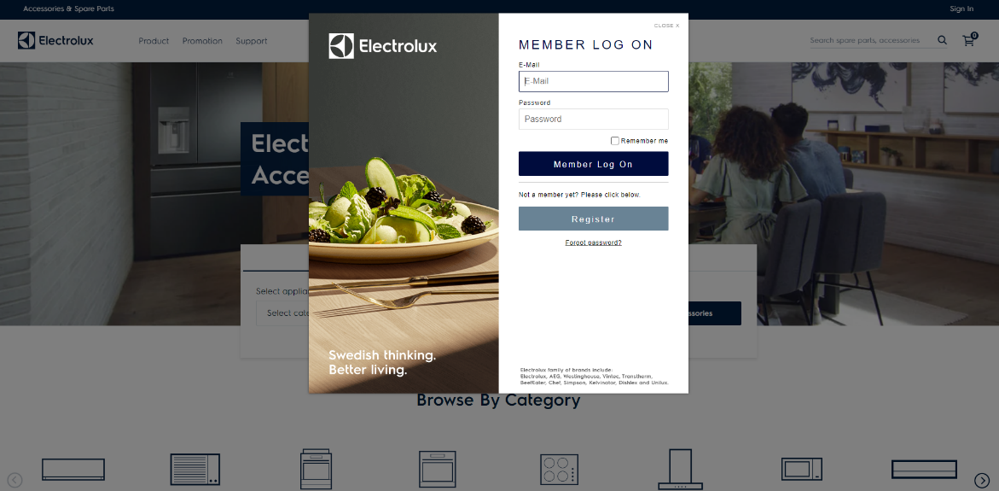 Accessories & Spare Parts
Sign In
Electrolux
Product
Promotion
Support
Search spare parts, accessories
0
Elect
Acce
Select applia
Select cate
ssories
Electrolux
Swedish thinking.
Better living.
CLOSE X
MEMBER LOG ON
E-Mail
E-Mail
Password
Password
Remember me
Member Log On
Not a member yet? Please click below.
Register
Forgot password?
Electrolux family of brands include:
Electrolux, AEG, Westinghouse, Vintec, Transtherm,
Beefeater, Chef, Simpson, Kelvinator, Dishlex and Unilux.
Browse By Category